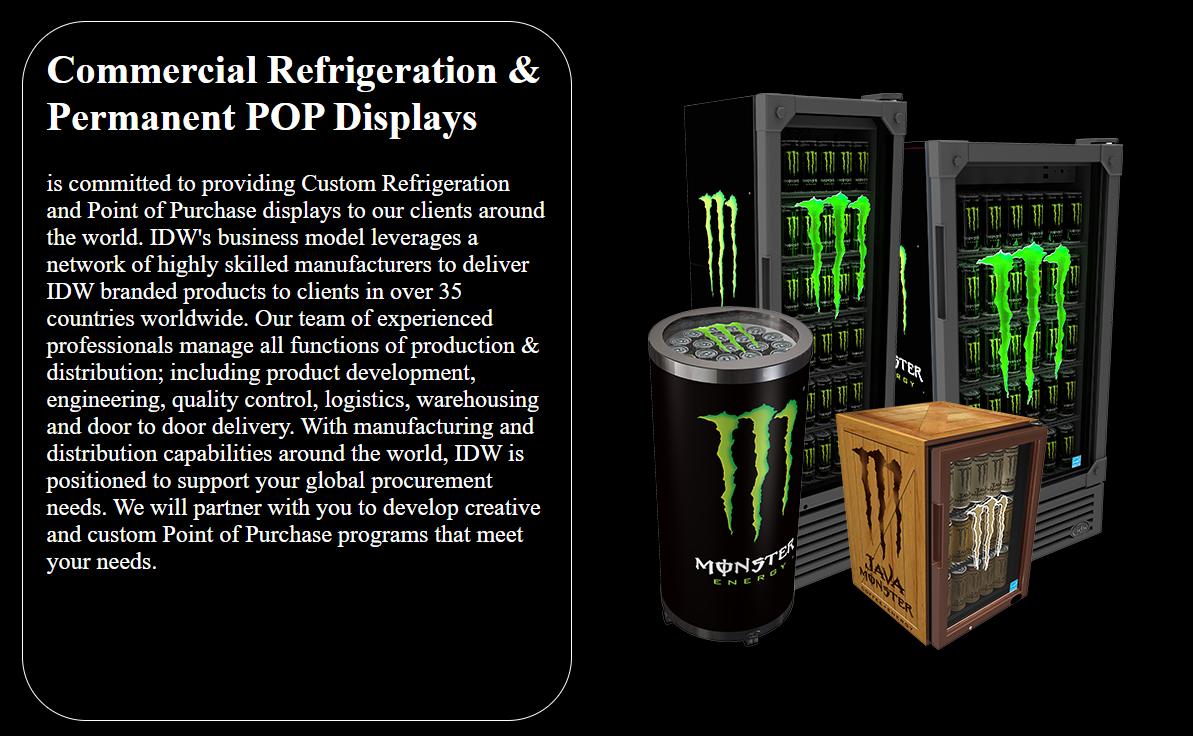 Commercial Refrigeration &
Permanent POP Displays
is committed to providing Custom Refrigeration
and Point of Purchase displays to our clients around
the world. IDW's business model leverages a
network of highly skilled manufacturers to deliver
IDW branded products to clients in over 35
countries worldwide. Our team of experienced
professionals manage all functions of production &
distribution; including product development,
engineering, quality control, logistics, warehousing
and door to door delivery. With manufacturing and
distribution capabilities around the world, IDW is
positioned to support your global procurement
needs. We will partner with you to develop creative
and custom Point of Purchase programs that meet
your needs.
MONSTER
ENERGY
JAVA
MONSTER